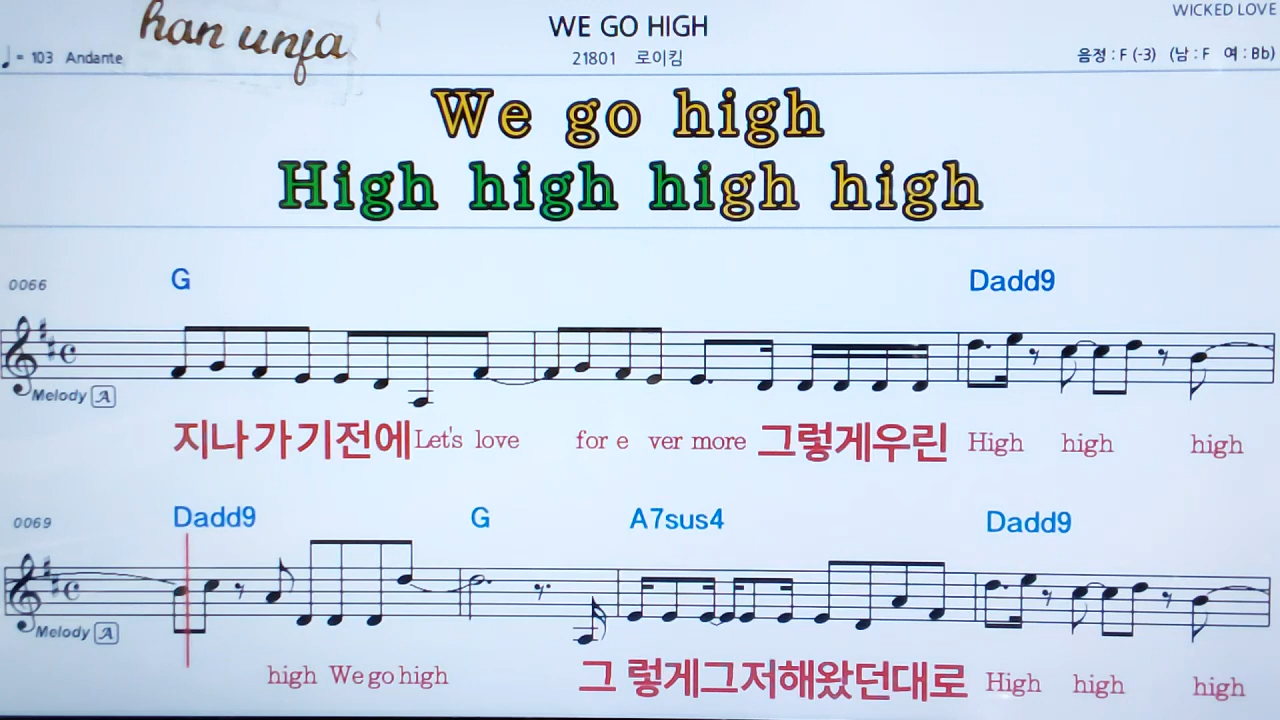 WICKED LOVE
han unja
WE GO HIGH
♩= 103 Andante
21801 로이킴
음정 : F (-3) (남 : F 여 : Bb)
We go high
High high high high
0066 G Dadd9
Melody A
지나가기전에 Let's love for e ver more 그렇게우린 High high high
0069 Dadd9 G A7sus4 Dadd9
Melody A
high We go high 그 렇게그저해왔던대로 High high high